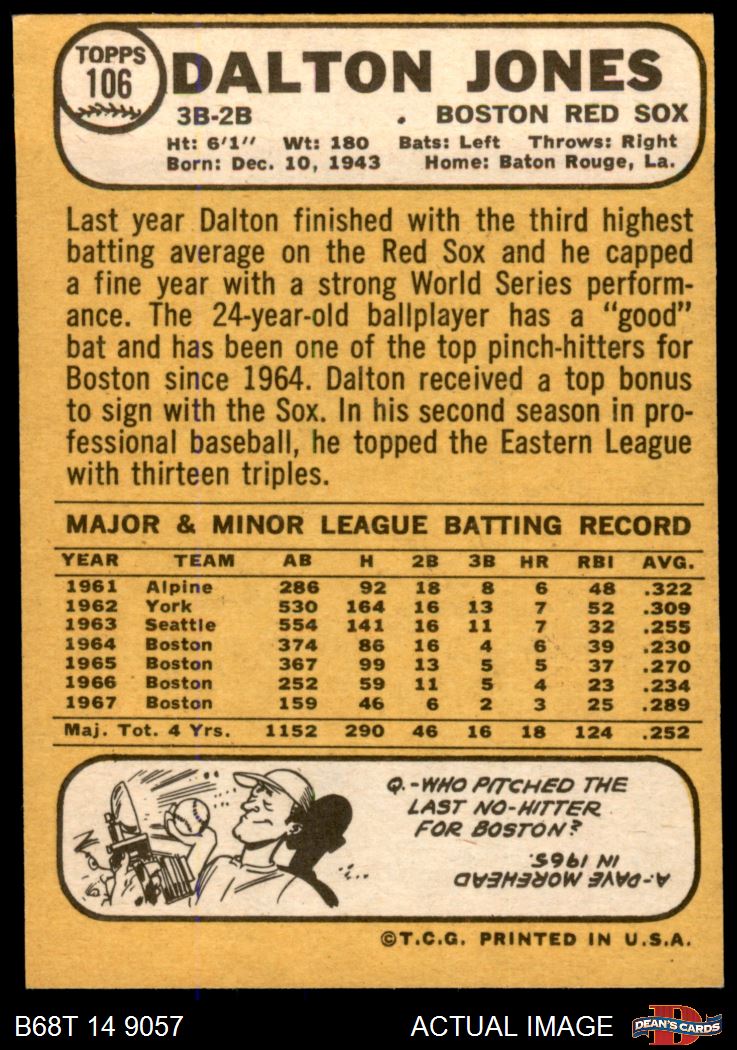 TOPPS
106
DALTON JONES
3B-2B . BOSTON RED SOX
Ht: 6'1" Wt: 180 Bats: Left Throws: Right
Born: Dec. 10, 1943 Home: Baton Rouge, La.
Last year Dalton finished with the third highest
batting average on the Red Sox and he capped
a fine year with a strong World Series perform-
ance. The 24-year-old ballplayer has a "good"
bat and has been one of the top pinch-hitters for
Boston since 1964. Dalton received a top bonus
to sign with the Sox. In his second season in pro-
fessional baseball, he topped the Eastern League
with thirteen triples.
MAJOR & MINOR LEAGUE BATTING RECORD
YEAR TEAM AB H 2B 3B HR RBI AVG.
1961 Alpine 286 92 18 8 6 48 .322
1962 York 530 164 16 13 7 52 .309
1963 Seattle 554 141 16 11 7 32 .255
1964 Boston 374 86 16 4 6 39 .230
1965 Boston 367 99 13 5 5 37 .270
1966 Boston 252 59 11 5 4 23 .234
1967 Boston 159 46 6 2 3 25 .289
Maj. Tot. 4 Yrs. 1152 290 46 16 18 124 .252
Q.-WHO PITCHED THE
LAST NO-HITTER
FOR BOSTON?
A-DAVE MOREHEAD
IN 1965.
©T.C.G. PRINTED IN U.S.A.
B68T 14 9057 ACTUAL IMAGE
DEAN'S CARDS